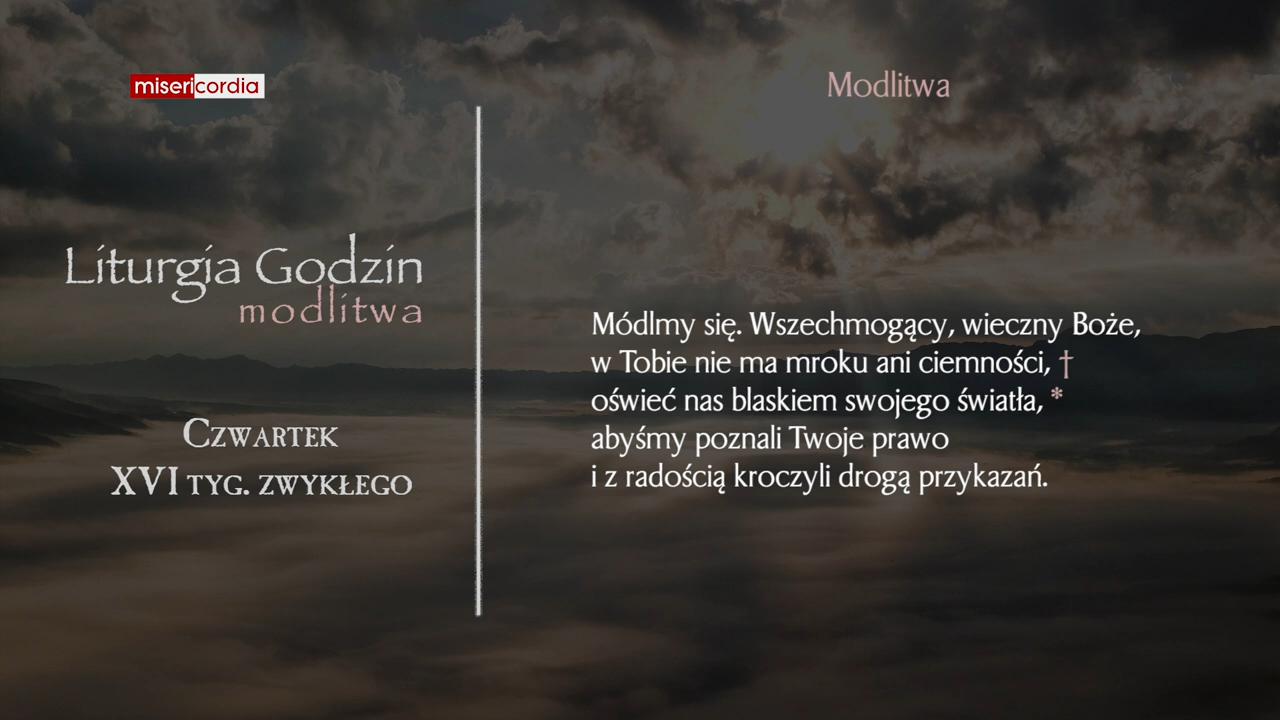 misericordia
Modlitwa
Liturgia Godzin
modlitwa
Czwartek
XVI tyg. zwykłego
Módlmy się. Wszechmogący, wieczny Boże,
w Tobie nie ma mroku ani ciemności, †
oświeć nas blaskiem swojego światła, *
abyśmy poznali Twoje prawo
i z radością kroczyli drogą przykazań.